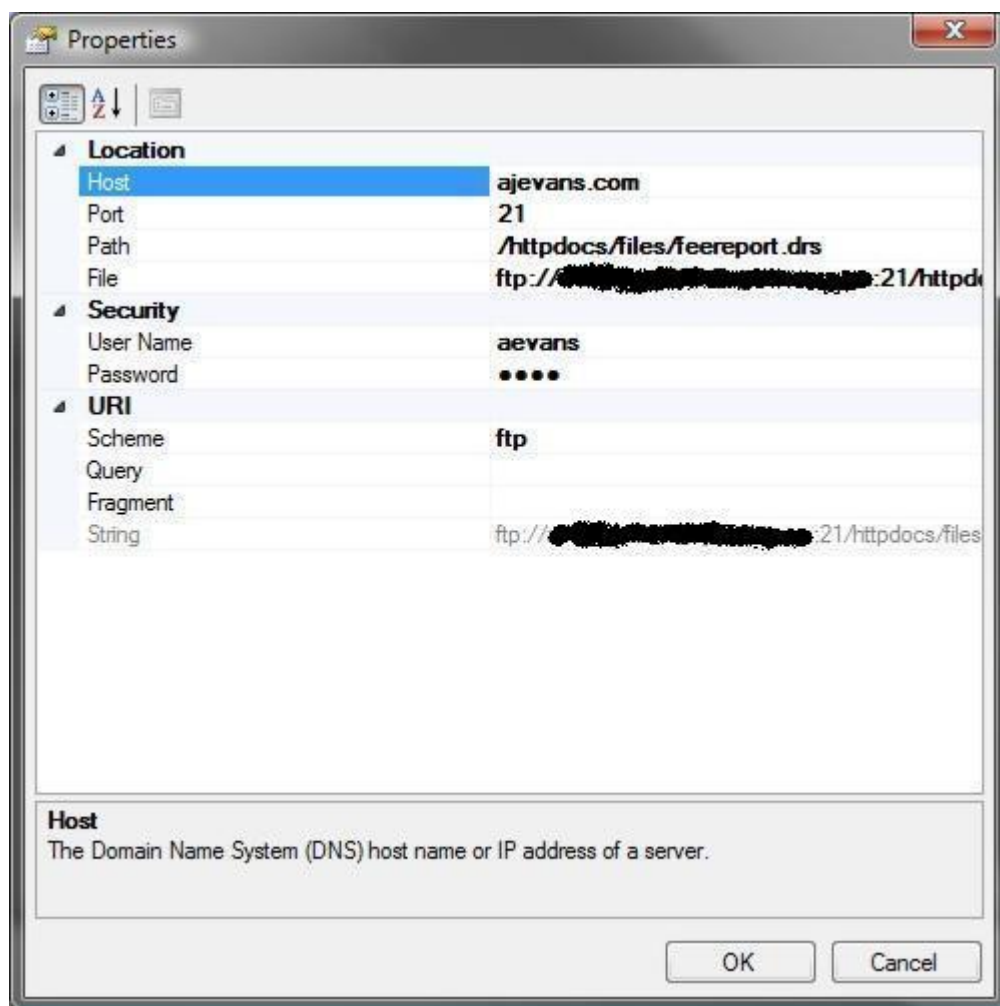 Properties
A
Z
Location
Host ajevans.com
Port 21
Path /httpdocs/files/feereport.drs
File ftp:// :21/httpd
Security
User Name aevans
Password ●●●●
URI
Scheme ftp
Query
Fragment
String ftp:// :21/httpdocs/files
Host
The Domain Name System (DNS) host name or IP address of a server.
OK Cancel